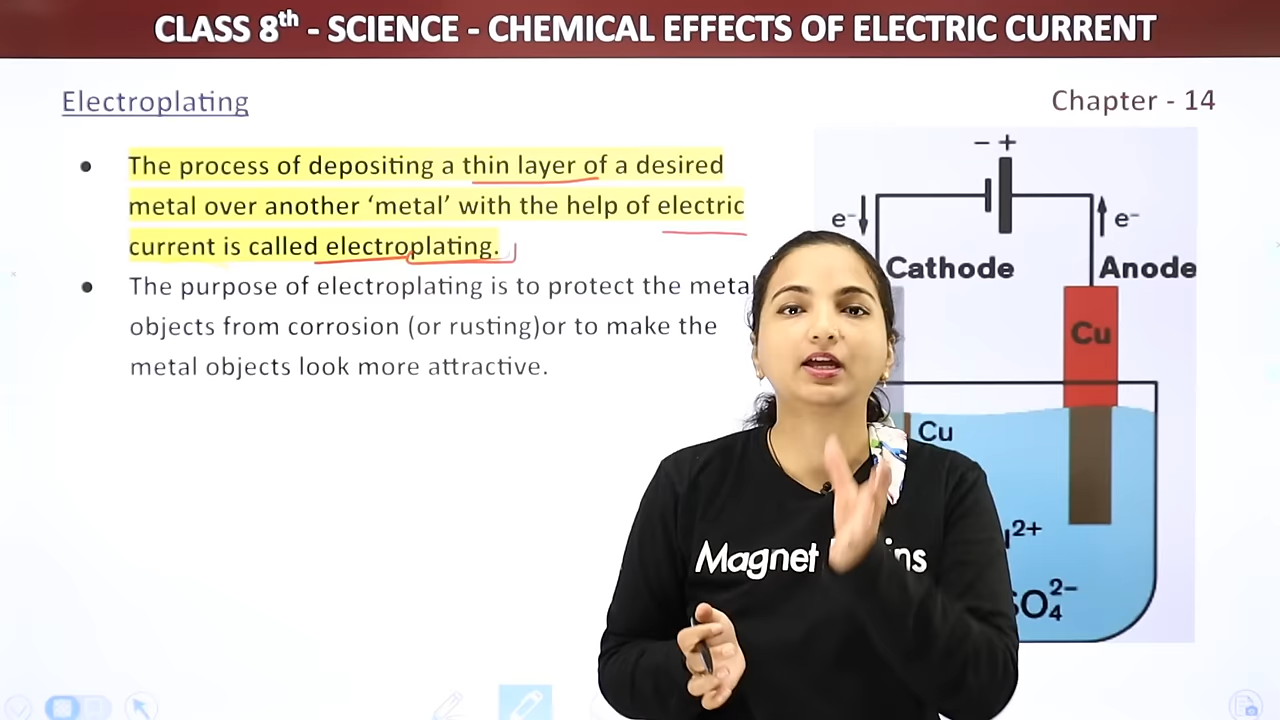 CLASS 8th - SCIENCE - CHEMICAL EFFECTS OF ELECTRIC CURRENT
Electroplating
Chapter - 14
• The process of depositing a thin layer of a desired
metal over another ‘metal’ with the help of electric
current is called electroplating.
• The purpose of electroplating is to protect the metal
objects from corrosion (or rusting)or to make the
metal objects look more attractive.
− +
e⁻
e⁻
Cathode
Anode
Cu
Cu
2+
SO₄²⁻
Magnet